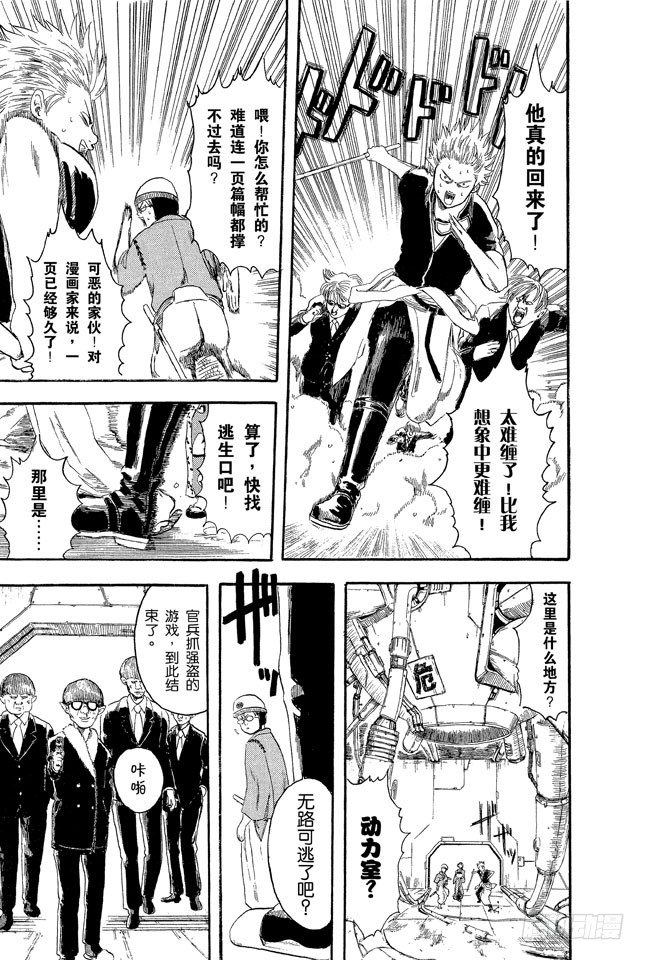 他真的回来了！
太难缠了！比我
想象中更难缠！
ドドドド
喂！你怎么帮忙的？
难道连一页篇幅都撑
不过去吗？
可恶的家伙！对
漫画家来说，一
页已经够久了！
算了，快找
逃生口吧！
那里是……
这里是什么地方？
危
动力室？
无路可逃了吧？
官兵抓强盗的
游戏，到此结
束了。
咔
啪